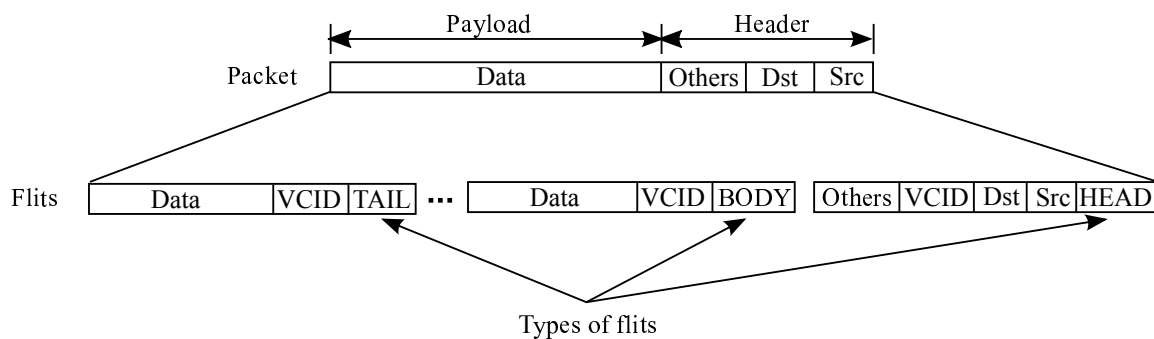 Payload Header
Packet Data Others Dst Src
Flits Data VCID TAIL ... Data VCID BODY Others VCID Dst Src HEAD
Types of flits